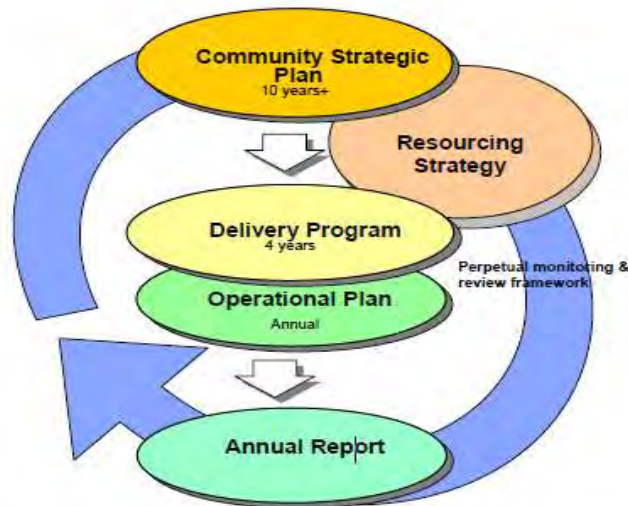 Community Strategic
Plan
10 years+
Resourcing
Strategy
Delivery Program
4 years
Perpetual monitoring &
review framework
Operational Plan
Annual
Annual Report